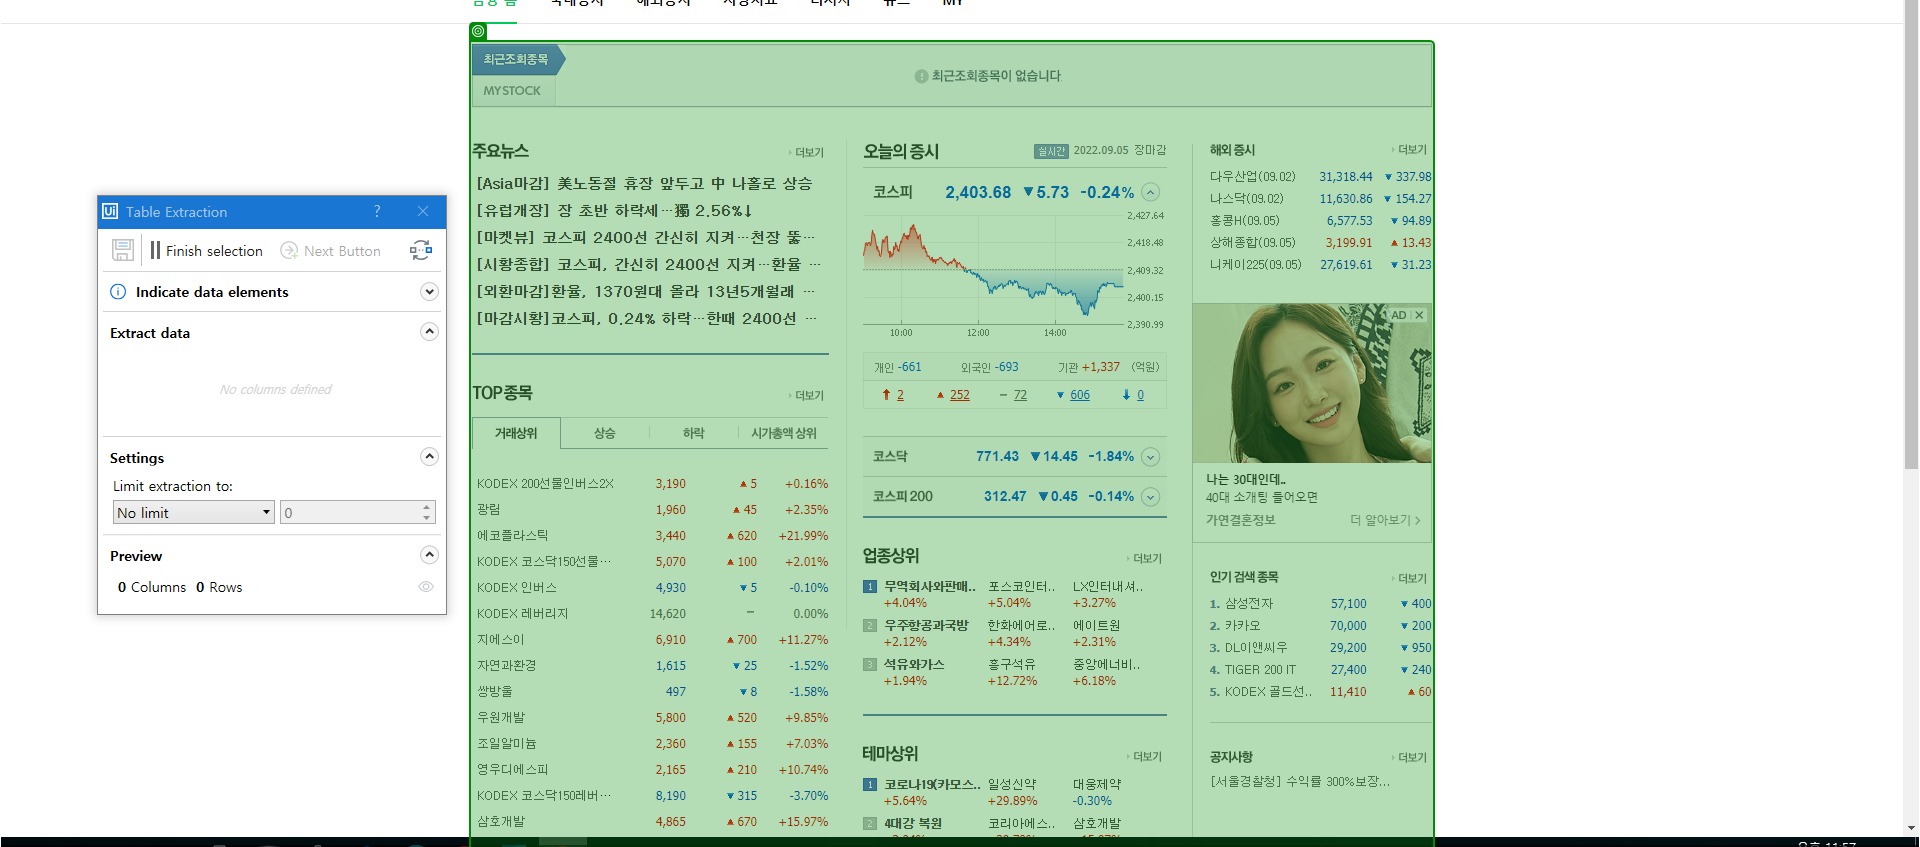 금융 홈 국내증시 해외증시 시장지표 리서치 뉴스 MY
최근조회종목
최근조회종목이 없습니다
MYSTOCK
Ui Table Extraction ?
Finish selection Next Button
Indicate data elements
Extract data
No columns defined
Settings
Limit extraction to:
No limit 0
Preview
0 Columns 0 Rows
주요뉴스 더보기
[Asia마감] 美노동절 휴장 앞두고 中 나홀로 상승
[유럽개장] 장 초반 하락세…獨 2.56%↓
[마켓뷰] 코스피 2400선 간신히 지켜…천장 뚫…
[시황종합] 코스피, 간신히 2400선 지켜…환율 …
[외환마감]환율, 1370원대 올라 13년5개월래 …
[마감시황]코스피, 0.24% 하락…한때 2400선 …
TOP 종목 더보기
거래상위 상승 하락 시가총액 상위
KODEX 200선물인버스2X 3,190 ▲ 5 +0.16%
광림 1,960 ▲ 45 +2.35%
에코플라스틱 3,440 ▲ 620 +21.99%
KODEX 코스닥150선물… 5,070 ▲ 100 +2.01%
KODEX 인버스 4,930 ▼ 5 -0.10%
KODEX 레버리지 14,620 – 0.00%
지에스이 6,910 ▲ 700 +11.27%
자연과환경 1,615 ▼ 25 -1.52%
쌍방울 497 ▼ 8 -1.58%
우원개발 5,800 ▲ 520 +9.85%
조일알미늄 2,360 ▲ 155 +7.03%
영우디에스피 2,165 ▲ 210 +10.74%
KODEX 코스닥150레버… 8,190 ▼ 315 -3.70%
삼호개발 4,865 ▲ 670 +15.97%
오늘의 증시 실시간 2022.09.05 장마감
코스피 2,403.68 ▼5.73 -0.24%
2,427.64
2,418.48
2,409.32
2,400.15
2,390.99
10:00 12:00 14:00
개인 -661 외국인 -693 기관 +1,337 (억원)
↑ 2 ▲ 252 – 72 ▼ 606 ↓ 0
코스닥 771.43 ▼14.45 -1.84%
코스피 200 312.47 ▼0.45 -0.14%
업종상위 더보기
1 무역회사와판매.. 포스코인터.. LX인터내셔..
+4.04% +5.04% +3.27%
2 우주항공과국방 한화에어로.. 에이트원
+2.12% +4.34% +2.31%
3 석유와가스 흥구석유 중앙에너비..
+1.94% +12.72% +6.18%
테마상위 더보기
1 코로나19(카모스.. 일성신약 대웅제약
+5.64% +29.89% -0.30%
2 4대강 복원 코리아에스.. 삼호개발
해외 증시 더보기
다우산업(09.02) 31,318.44 ▼ 337.98
나스닥(09.02) 11,630.86 ▼ 154.27
홍콩H(09.05) 6,577.53 ▼ 94.89
상해종합(09.05) 3,199.91 ▲ 13.43
니케이225(09.05) 27,619.61 ▼ 31.23
AD
나는 30대인데..
40대 소개팅 들어오면
가연결혼정보 더 알아보기
인기 검색 종목 더보기
1. 삼성전자 57,100 ▼ 400
2. 카카오 70,000 ▼ 200
3. DL이앤씨우 29,200 ▼ 950
4. TIGER 200 IT 27,400 ▼ 240
5. KODEX 골드선.. 11,410 ▲ 60
공지사항 더보기
[서울경찰청] 수익률 300%보장...
오후 11:57